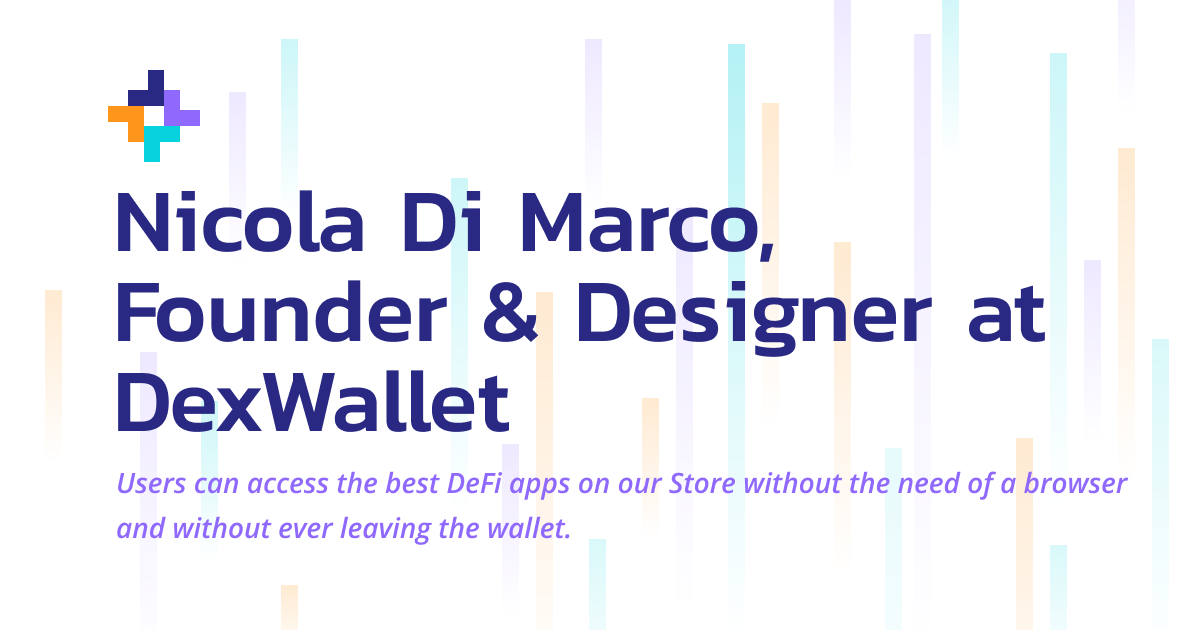 Nicola Di Marco,
Founder & Designer at
DexWallet
Users can access the best DeFi apps on our Store without the need of a browser
and without ever leaving the wallet.